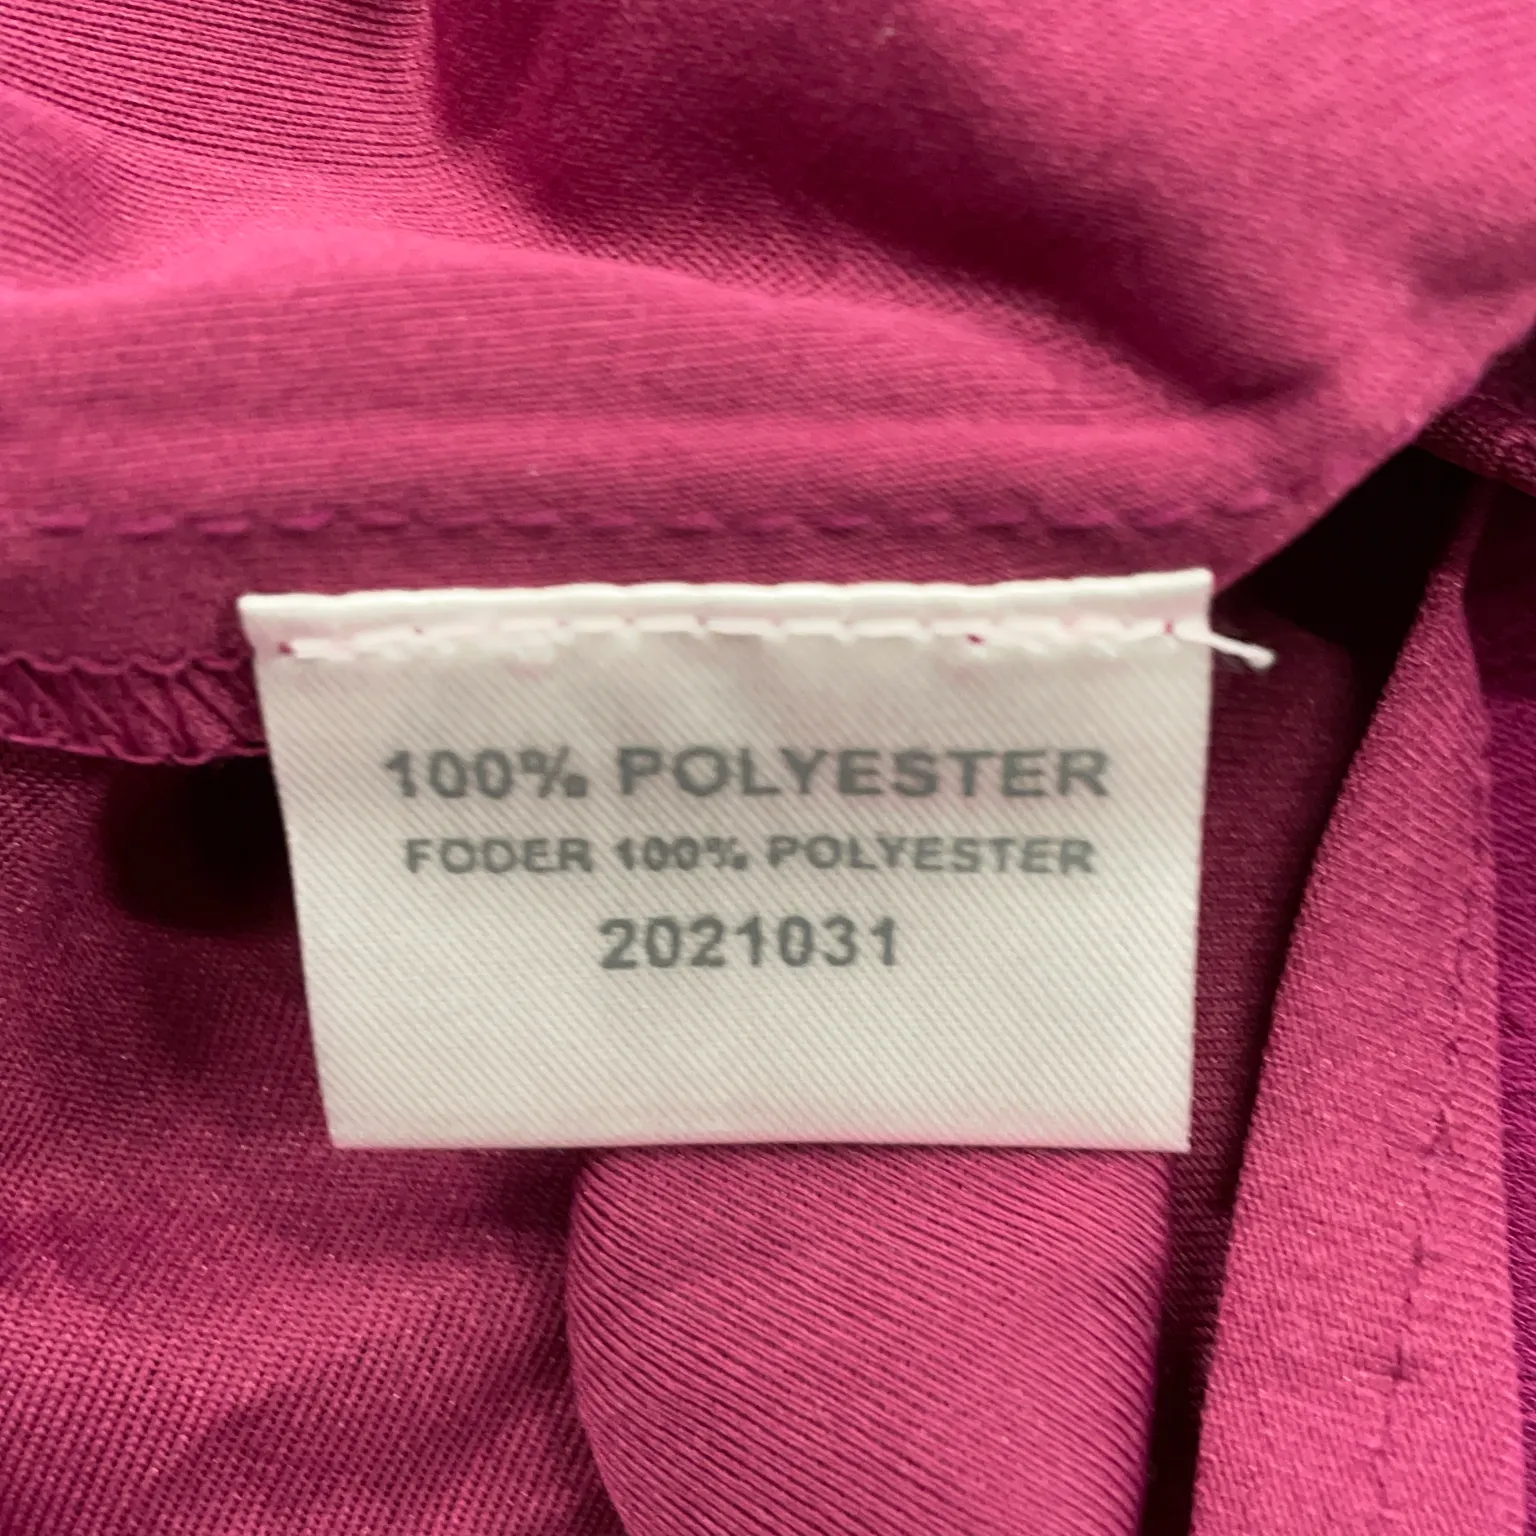 100% POLYESTER
FODER 100% POLYESTER
2021031